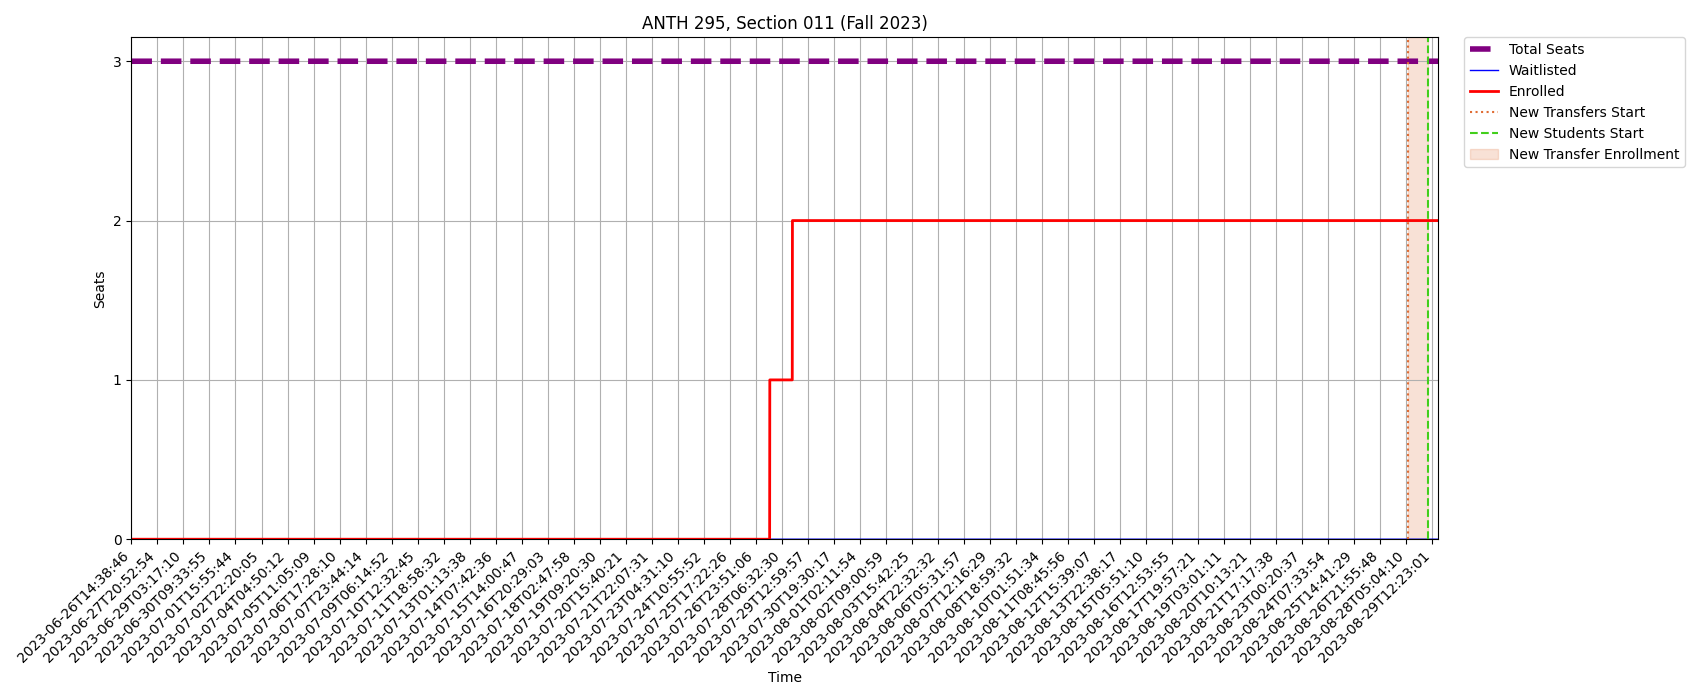 ANTH 295, Section 011 (Fall 2023)
Total Seats
Waitlisted
Enrolled
New Transfers Start
New Students Start
New Transfer Enrollment
Seats
3
2
1
0
2023-06-26T14:38:46
2023-06-27T20:52:54
2023-06-29T03:17:10
2023-06-30T09:33:55
2023-07-01T15:55:44
2023-07-02T22:20:05
2023-07-04T04:50:12
2023-07-05T11:05:09
2023-07-06T17:28:10
2023-07-07T23:44:14
2023-07-09T06:14:52
2023-07-10T12:32:45
2023-07-11T18:58:32
2023-07-13T01:13:38
2023-07-14T07:42:36
2023-07-15T14:00:47
2023-07-16T20:29:03
2023-07-18T02:47:58
2023-07-19T09:20:30
2023-07-20T15:40:21
2023-07-21T22:07:31
2023-07-23T04:31:10
2023-07-24T10:55:52
2023-07-25T17:22:26
2023-07-26T23:51:06
2023-07-28T06:32:30
2023-07-29T12:59:57
2023-07-30T19:30:17
2023-08-01T02:11:54
2023-08-02T09:00:59
2023-08-03T15:42:25
2023-08-04T22:32:32
2023-08-06T05:31:57
2023-08-07T12:16:29
2023-08-08T18:59:32
2023-08-10T01:51:34
2023-08-11T08:45:56
2023-08-12T15:39:07
2023-08-13T22:38:17
2023-08-15T05:51:10
2023-08-16T12:53:55
2023-08-17T19:57:21
2023-08-19T03:01:11
2023-08-20T10:13:21
2023-08-21T17:17:38
2023-08-23T00:20:37
2023-08-24T07:33:54
2023-08-25T14:41:29
2023-08-26T21:55:48
2023-08-28T05:04:10
2023-08-29T12:23:01
Time